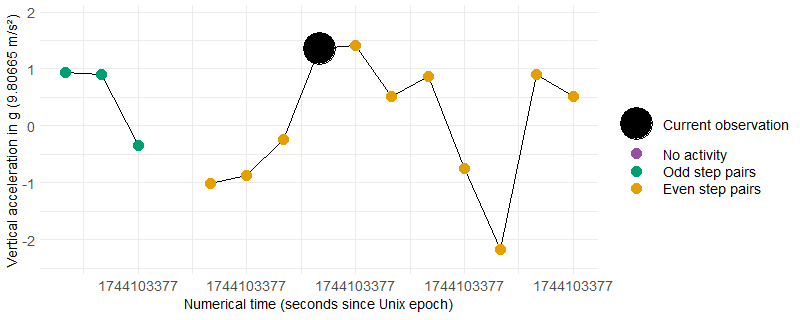 Vertical acceleration in g (9.80665 m/s²)
2
1
0
-1
-2
1744103377
1744103377
1744103377
1744103377
1744103377
Numerical time (seconds since Unix epoch)
Current observation
No activity
Odd step pairs
Even step pairs